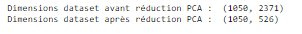 Dimensions dataset avant réduction PCA :  (1050, 2371)
Dimensions dataset après réduction PCA :  (1050, 526)